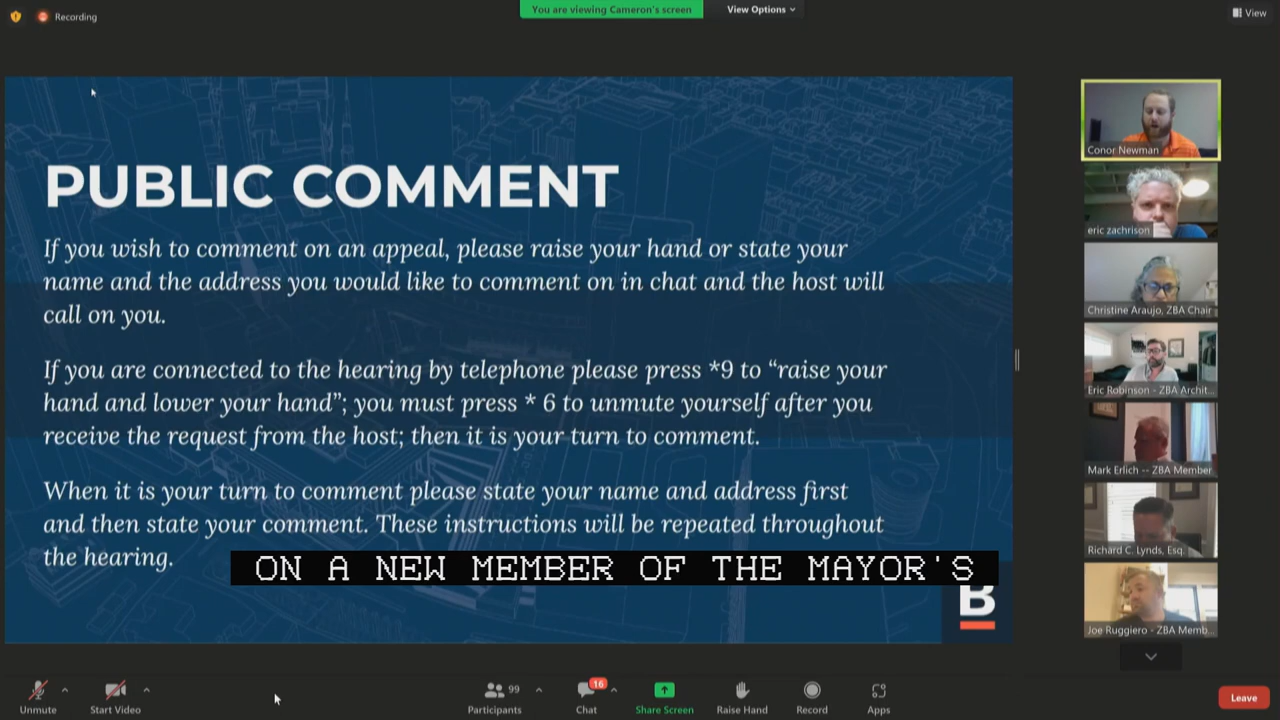 Recording
You are viewing Cameron's screen
View Options
View
PUBLIC COMMENT
If you wish to comment on an appeal, please raise your hand or state your
name and the address you would like to comment on in chat and the host will
call on you.
If you are connected to the hearing by telephone please press *9 to “raise your
hand and lower your hand”; you must press * 6 to unmute yourself after you
receive the request from the host; then it is your turn to comment.
When it is your turn to comment please state your name and address first
and then state your comment. These instructions will be repeated throughout
the hearing.
ON A NEW MEMBER OF THE MAYOR'S
B
Conor Newman
eric zachrison
Christine Araujo, ZBA Chair
Eric Robinson - ZBA Archit...
Mark Erlich -- ZBA Member
Richard C. Lynds, Esq.
Joe Ruggiero - ZBA Memb...
Unmute
Start Video
99
Participants
16
Chat
Share Screen
Raise Hand
Record
Apps
Leave